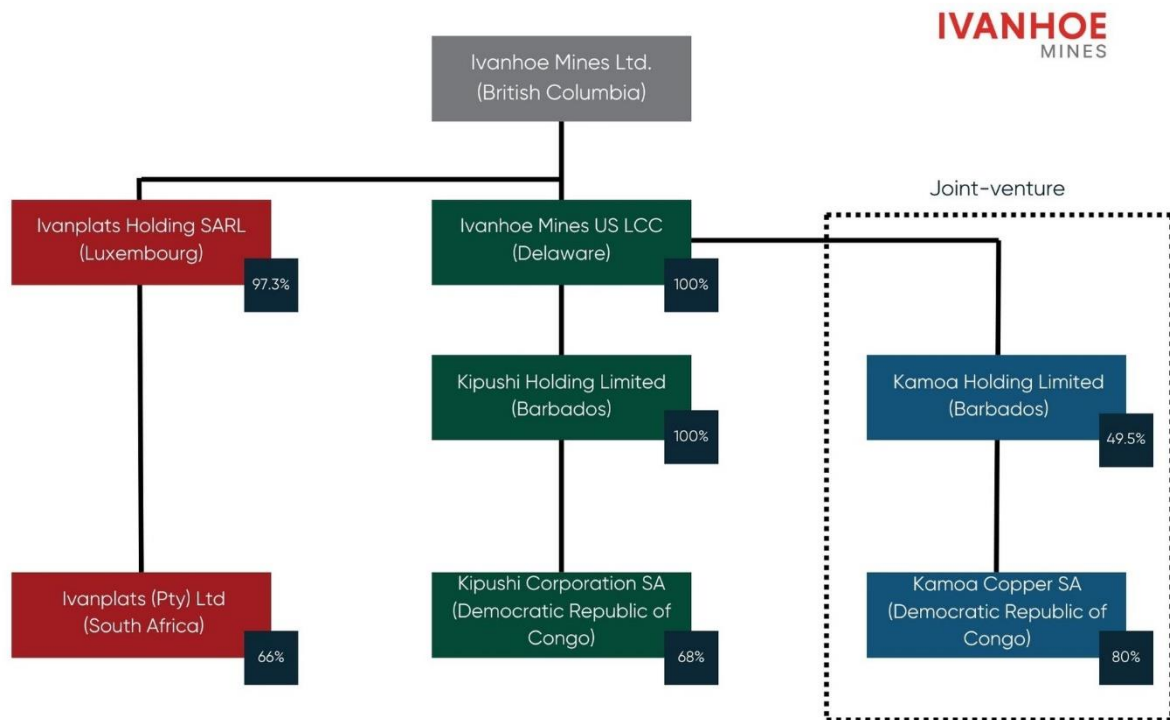 IVANHOE
MINES
Ivanhoe Mines Ltd.
(British Columbia)
Joint-venture
Ivanplats Holding SARL
(Luxembourg)
97.3%
Ivanhoe Mines US LCC
(Delaware)
100%
Kipushi Holding Limited
(Barbados)
100%
Kamoa Holding Limited
(Barbados)
49.5%
Ivanplats (Pty) Ltd
(South Africa)
66%
Kipushi Corporation SA
(Democratic Republic of
Congo)
68%
Kamoa Copper SA
(Democratic Republic of
Congo)
80%